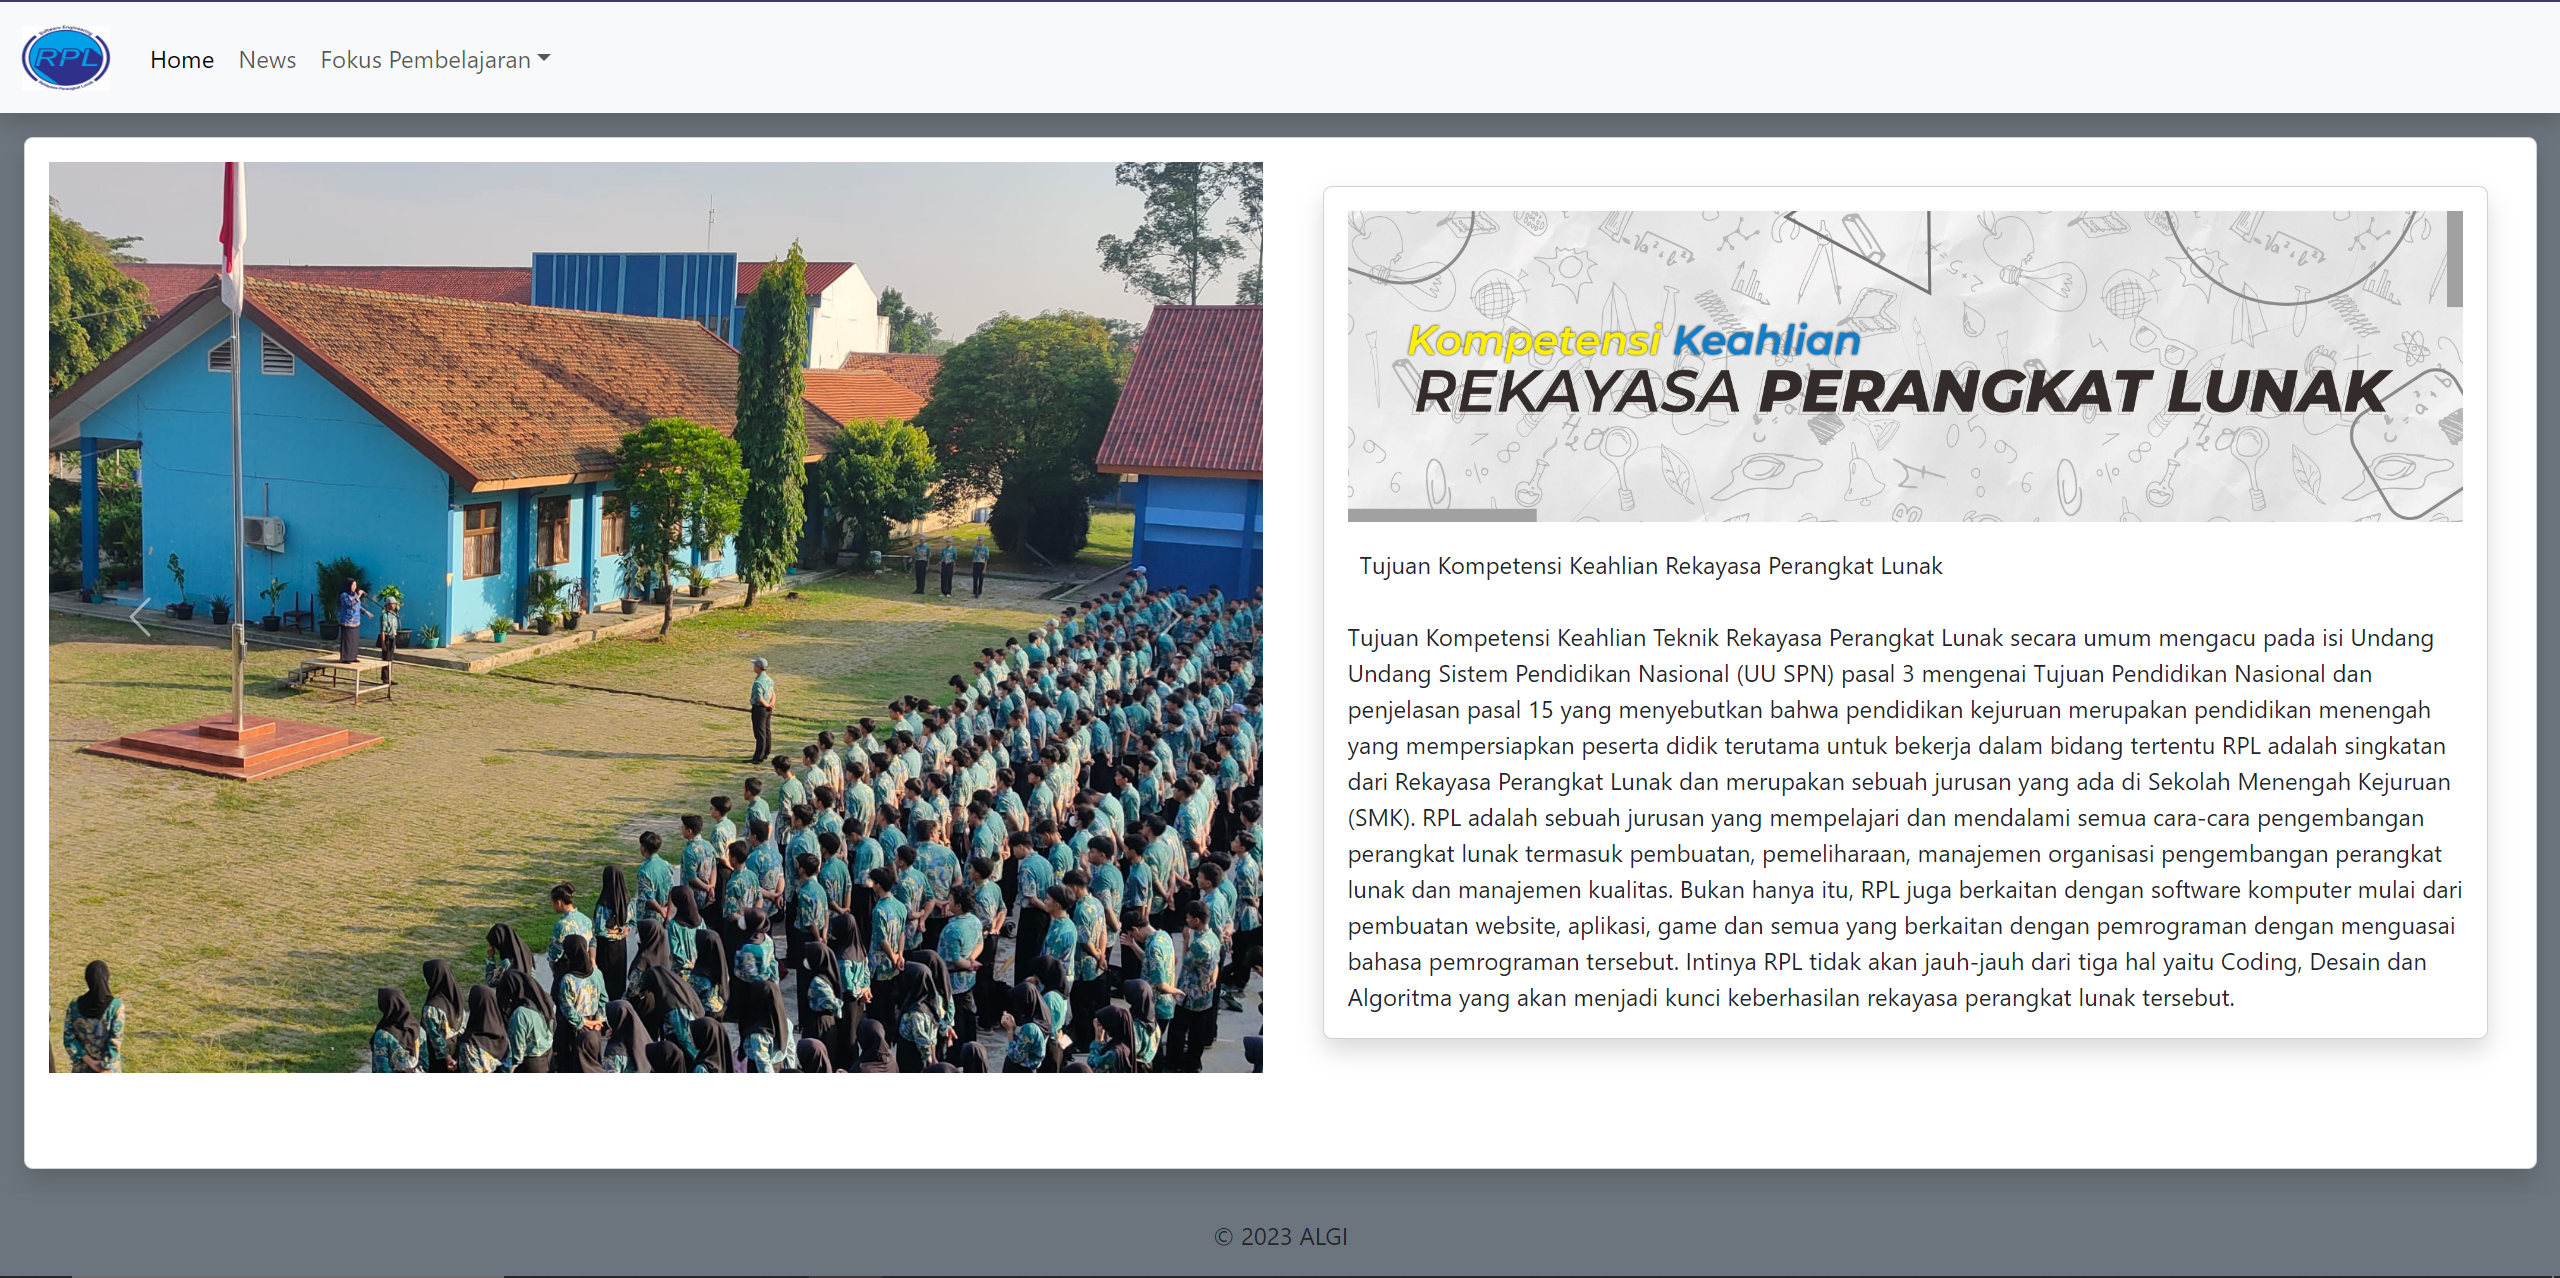 Software Engineering
RPL
Rekayasa Perangkat Lunak
Home News Fokus Pembelajaran
Kompetensi Keahlian
REKAYASA PERANGKAT LUNAK
Tujuan Kompetensi Keahlian Rekayasa Perangkat Lunak
Tujuan Kompetensi Keahlian Teknik Rekayasa Perangkat Lunak secara umum mengacu pada isi Undang
Undang Sistem Pendidikan Nasional (UU SPN) pasal 3 mengenai Tujuan Pendidikan Nasional dan
penjelasan pasal 15 yang menyebutkan bahwa pendidikan kejuruan merupakan pendidikan menengah
yang mempersiapkan peserta didik terutama untuk bekerja dalam bidang tertentu RPL adalah singkatan
dari Rekayasa Perangkat Lunak dan merupakan sebuah jurusan yang ada di Sekolah Menengah Kejuruan
(SMK). RPL adalah sebuah jurusan yang mempelajari dan mendalami semua cara-cara pengembangan
perangkat lunak termasuk pembuatan, pemeliharaan, manajemen organisasi pengembangan perangkat
lunak dan manajemen kualitas. Bukan hanya itu, RPL juga berkaitan dengan software komputer mulai dari
pembuatan website, aplikasi, game dan semua yang berkaitan dengan pemrograman dengan menguasai
bahasa pemrograman tersebut. Intinya RPL tidak akan jauh-jauh dari tiga hal yaitu Coding, Desain dan
Algoritma yang akan menjadi kunci keberhasilan rekayasa perangkat lunak tersebut.
© 2023 ALGI